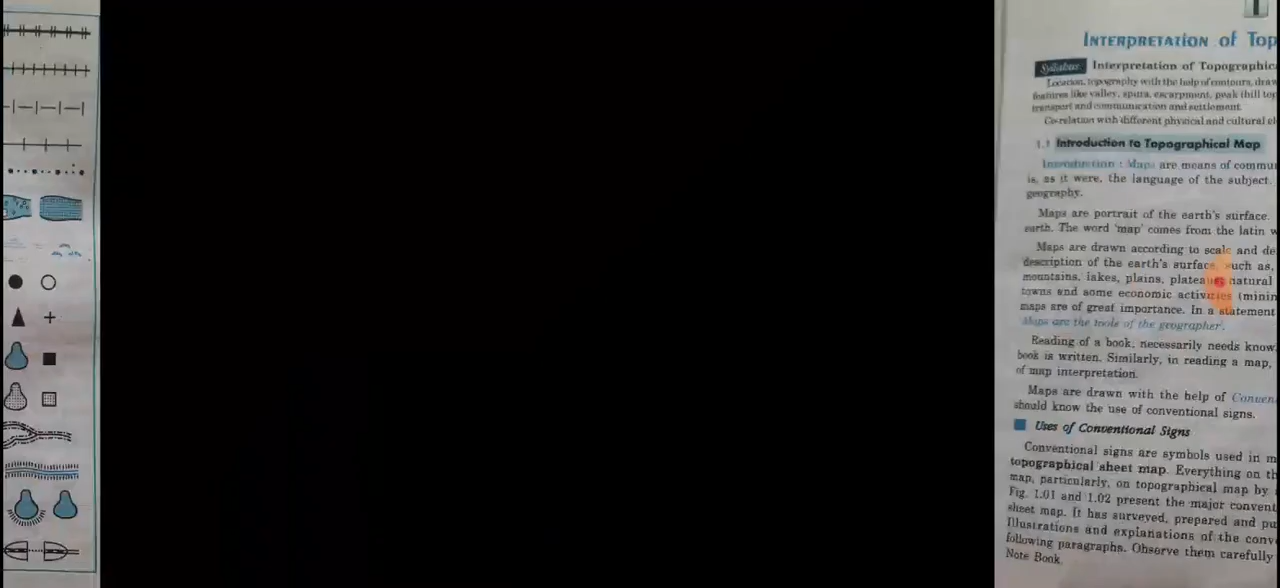 INTERPRETATION of Top
Syllabus Interpretation of Topographic
Location, topography with the help of contours, draw
features like valley, spurs, escarpment, peak (hill top
transport and communication and settlement.
Co-relation with different physical and cultural el
1.1 Introduction to Topographical Map
Introduction : Maps are means of commu
is, as it were, the language of the subject.
geography.
Maps are portrait of the earth's surface.
earth. The word 'map' comes from the latin w
Maps are drawn according to scale and de
description of the earth's surface, such as,
mountains, lakes, plains, plateaus, natural
towns and some economic activities (minin
maps are of great importance. In a statement
'Maps are the tools of the geographer'.
Reading of a book, necessarily needs know
book is written. Similarly, in reading a map,
of map interpretation.
Maps are drawn with the help of Conven
should know the use of conventional signs.
Uses of Conventional Signs
Conventional signs are symbols used in m
topographical sheet map. Everything on th
map, particularly, on topographical map by
Fig. 1.01 and 1.02 present the major convent
sheet map. It has surveyed, prepared and pu
Illustrations and explanations of the conv
following paragraphs. Observe them carefully
Note Book.